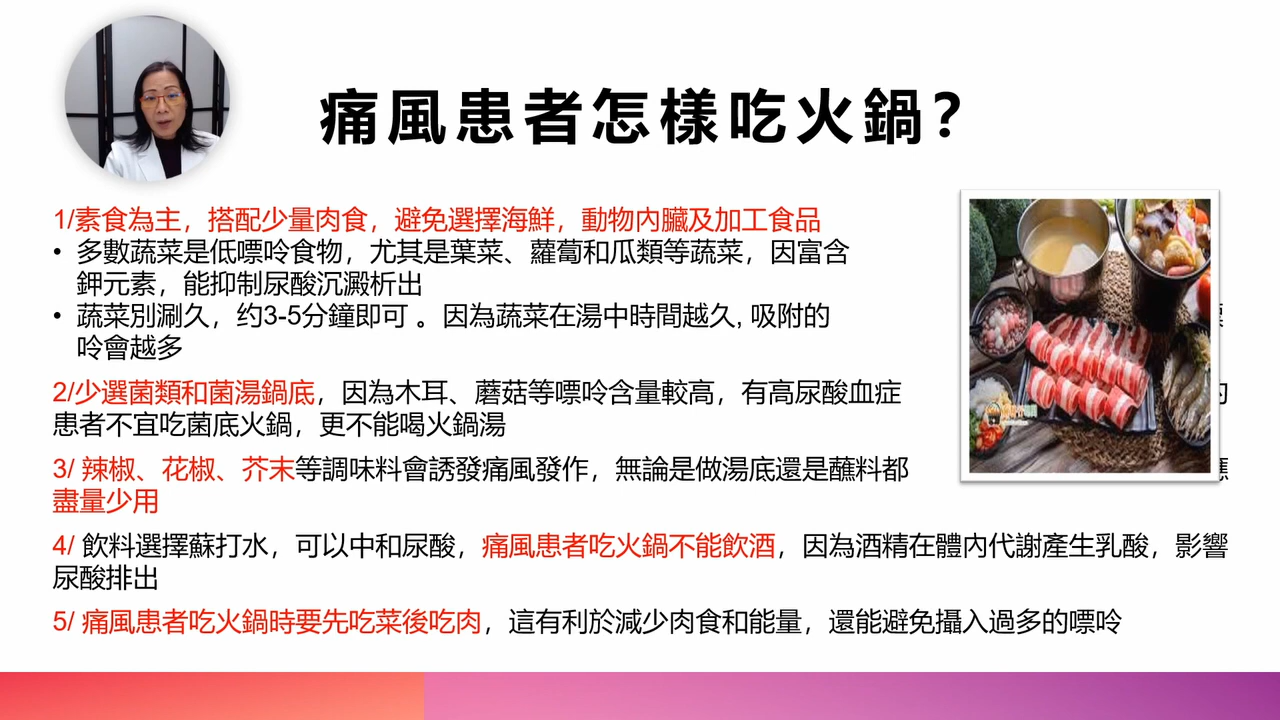 痛風患者怎樣吃火鍋？
1/素食為主，搭配少量肉食，避免選擇海鮮，動物內臟及加工食品
• 多數蔬菜是低嘌呤食物，尤其是葉菜、蘿蔔和瓜類等蔬菜，因富含
鉀元素，能抑制尿酸沉澱析出
• 蔬菜別涮久，約3-5分鐘即可 。因為蔬菜在湯中時間越久, 吸附的
呤會越多
2/少選菌類和菌湯鍋底，因為木耳、蘑菇等嘌呤含量較高，有高尿酸血症
患者不宜吃菌底火鍋，更不能喝火鍋湯
3/ 辣椒、花椒、芥末等調味料會誘發痛風發作，無論是做湯底還是蘸料都
盡量少用
4/ 飲料選擇蘇打水，可以中和尿酸，痛風患者吃火鍋不能飲酒，因為酒精在體內代謝產生乳酸，影響
尿酸排出
5/ 痛風患者吃火鍋時要先吃菜後吃肉，這有利於減少肉食和能量，還能避免攝入過多的嘌呤